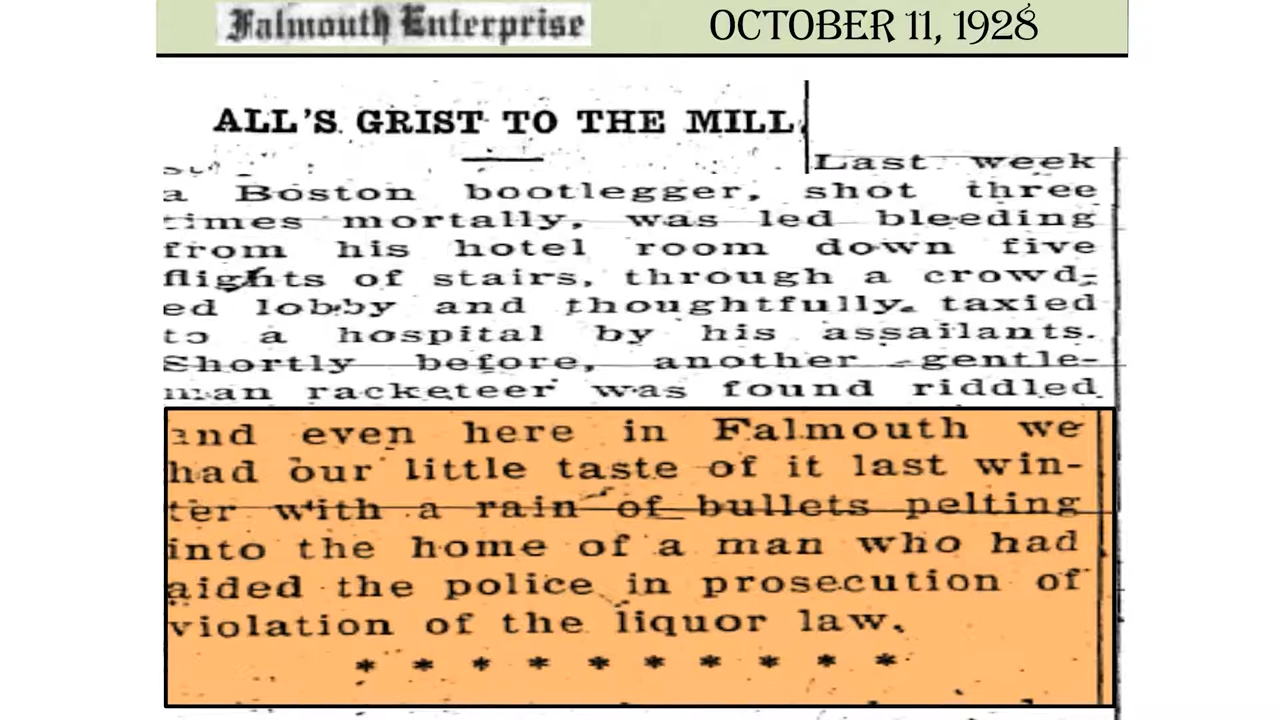 Falmouth Enterprise
OCTOBER 11, 1928
ALL'S GRIST TO THE MILL
Last week
a Boston bootlegger, shot three
times mortally, was led bleeding
from his hotel room down five
flights of stairs, through a crowd-
ed lobby and thoughtfully taxied
to a hospital by his assailants.
Shortly before, another gentle-
man racketeer was found riddled
and even here in Falmouth we
had our little taste of it last win-
ter with a rain of bullets pelting
into the home of a man who had
aided the police in prosecution of
violation of the liquor law.
* * * * * * * * * *